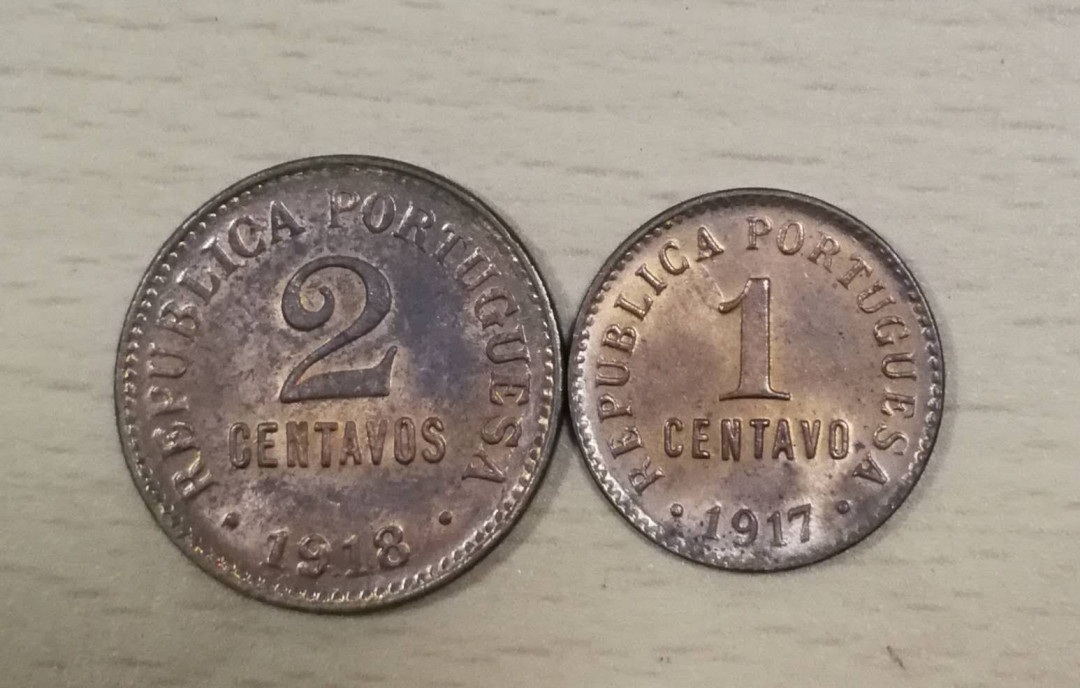 REPUBLICA PORTUGUESA
2
CENTAVOS
• 1918 •
REPUBLICA PORTUGUESA
1
CENTAVO
• 1917 •